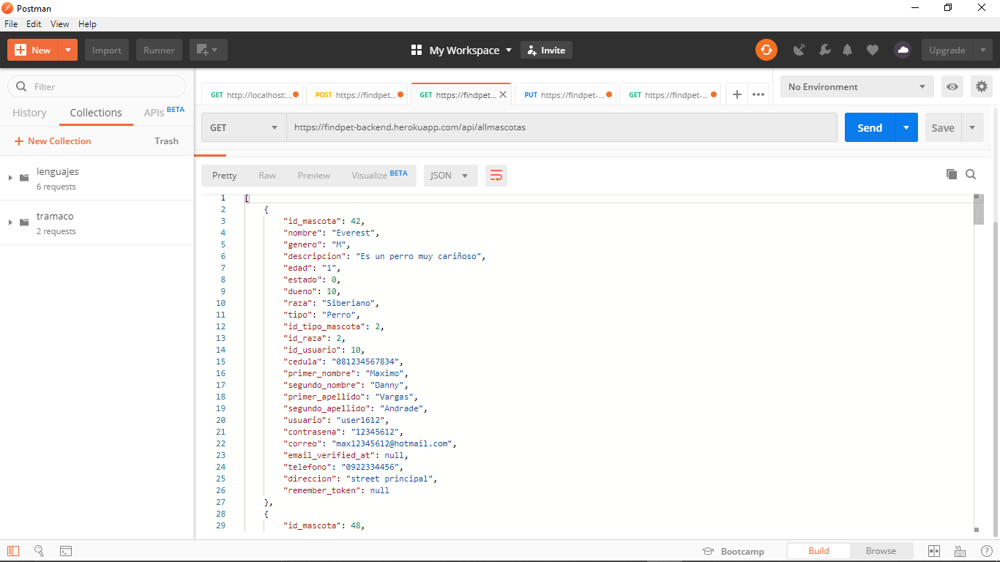 Postman
File Edit View Help
New Import Runner My Workspace Invite Upgrade
Filter
History Collections APIs BETA
New Collection Trash
lenguajes
6 requests
tramaco
2 requests
GET http://localhost:... POST https://findpet... GET https://findpet... PUT https://findpet-... GET https://findpet-... No Environment
GET https://findpet-backend.herokuapp.com/api/allmascotas Send Save
Pretty Raw Preview Visualize BETA JSON
1 [
2 {
3 "id_mascota": 42,
4 "nombre": "Everest",
5 "genero": "M",
6 "descripcion": "Es un perro muy cariñoso",
7 "edad": "1",
8 "estado": 0,
9 "dueno": 10,
10 "raza": "Siberiano",
11 "tipo": "Perro",
12 "id_tipo_mascota": 2,
13 "id_raza": 2,
14 "id_usuario": 10,
15 "cedula": "081234567834",
16 "primer_nombre": "Maximo",
17 "segundo_nombre": "Danny",
18 "primer_apellido": "Vargas",
19 "segundo_apellido": "Andrade",
20 "usuario": "user1612",
21 "contrasena": "12345612",
22 "correo": "max12345612@hotmail.com",
23 "email_verified_at": null,
24 "telefono": "0922334456",
25 "direccion": "street principal",
26 "remember_token": null
27 },
28 {
29 "id_mascota": 48,
Bootcamp Build Browse